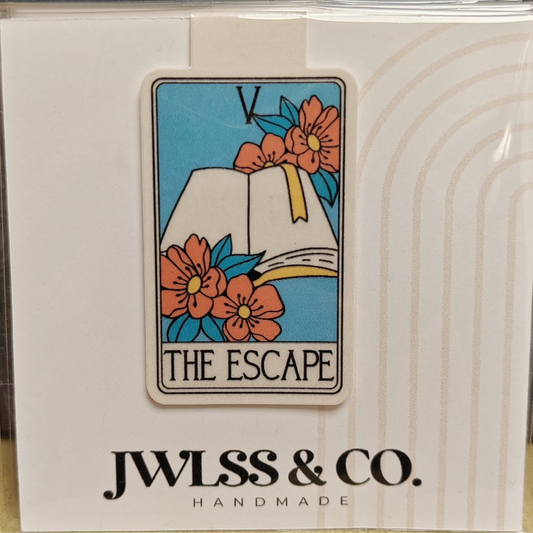 V
THE ESCAPE
JWLSS & CO.
HANDMADE